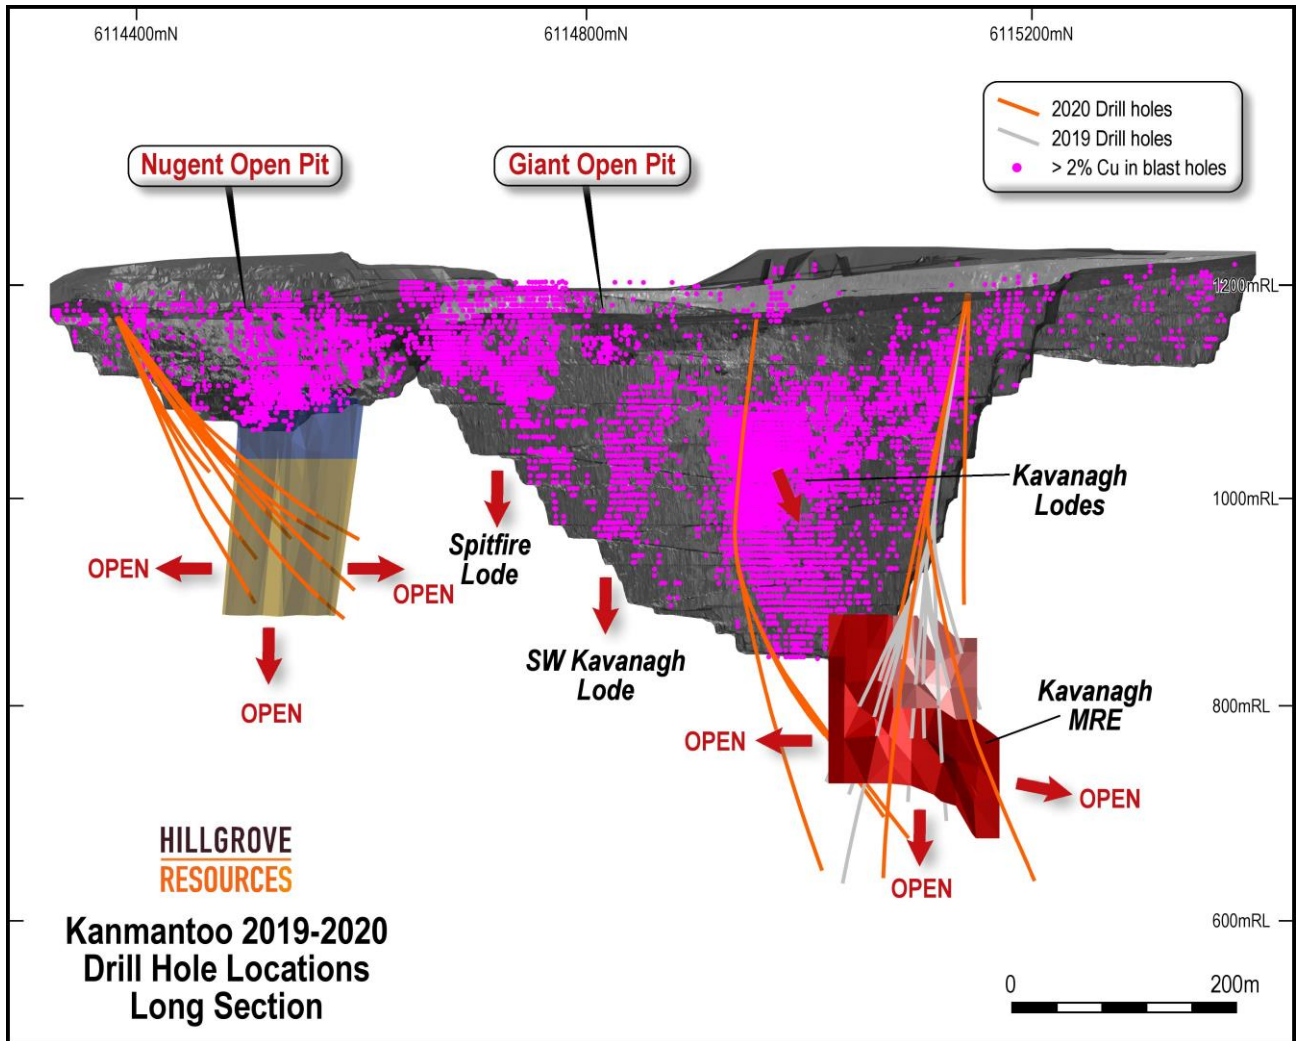 6114400mN
6114800mN
6115200mN
2020 Drill holes
2019 Drill holes
> 2% Cu in blast holes
Nugent Open Pit
Giant Open Pit
1200mRL
Kavanagh
Lodes
1000mRL
Spitfire
Lode
OPEN
OPEN
SW Kavanagh
Lode
Kavanagh
MRE
800mRL
OPEN
OPEN
OPEN
OPEN
HILLGROVE
RESOURCES
Kanmantoo 2019-2020
Drill Hole Locations
Long Section
600mRL
0 200m